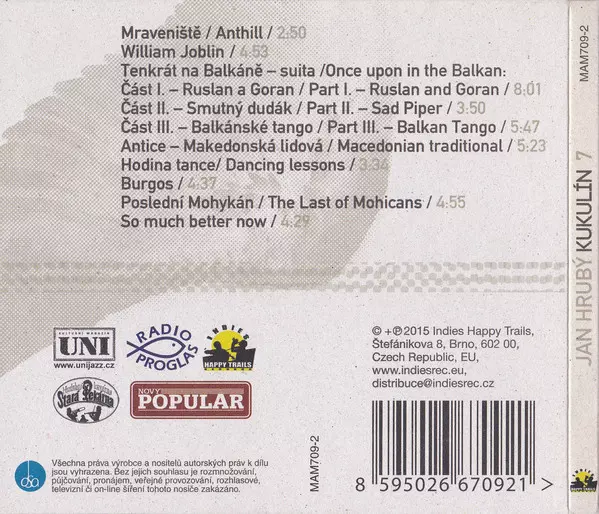 Mraveniště / Anthill / 2:50
William Joblin / 4:53
Tenkrát na Balkáně – suita /Once upon in the Balkan:
Část I. – Ruslan a Goran / Part I. – Ruslan and Goran / 8:01
Část II. – Smutný dudák / Part II. – Sad Piper / 3:50
Část III. – Balkánské tango / Part III. – Balkan Tango / 5:47
Antice – Makedonská lidová / Macedonian traditional / 5:23
Hodina tance/ Dancing lessons / 3:34
Burgos / 4:37
Poslední Mohykán / The Last of Mohicans / 4:55
So much better now / 4:29
KULTURNÍ MAGAZÍN
UNI
www.unijazz.cz
RADIO
PROGLAS
INDIES
HAPPY TRAILS
Stará Pekárna
NOVÝ
POPULAR
© +℗2015 Indies Happy Trails,
Štefánikova 8, Brno, 602 00,
Czech Republic, EU,
www.indiesrec.eu,
distribuce@indiesrec.cz
osa
Všechna práva výrobce a nositelů autorských práv k dílu
jsou vyhrazena. Bez jejich souhlasu je rozmnožování,
půjčování, pronájem, veřejné provozování, rozhlasové,
televizní či on-line šíření tohoto nosiče zakázáno.
MAM709-2
8 595026 670921 >
MAM709-2
JAN HRUBÝ KUKULÍN 7